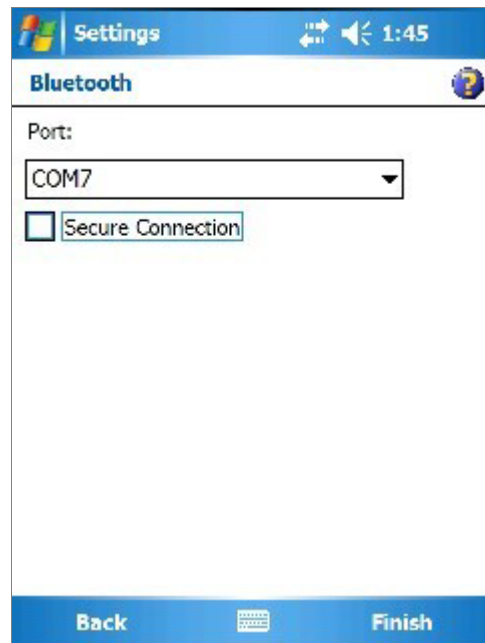 Settings 1:45
Bluetooth
Port:
COM7
Secure Connection
Back Finish